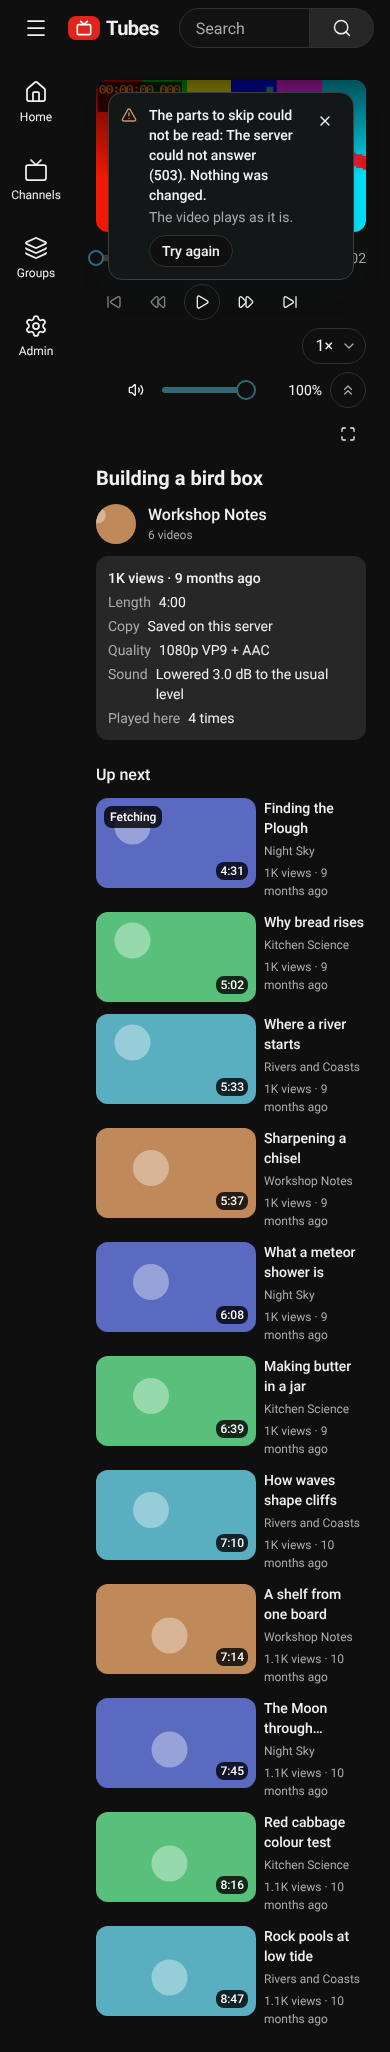 Tubes
Search
Home
Channels
Groups
Admin
00:00:00.000
The parts to skip could
not be read: The server
could not answer
(503). Nothing was
changed.
The video plays as it is.
Try again
02
1×
100%
Building a bird box
Workshop Notes
6 videos
1K views · 9 months ago
Length 4:00
Copy Saved on this server
Quality 1080p VP9 + AAC
Sound Lowered 3.0 dB to the usual
level
Played here 4 times
Up next
Fetching
4:31
Finding the
Plough
Night Sky
1K views · 9
months ago
5:02
Why bread rises
Kitchen Science
1K views · 9
months ago
5:33
Where a river
starts
Rivers and Coasts
1K views · 9
months ago
5:37
Sharpening a
chisel
Workshop Notes
1K views · 9
months ago
6:08
What a meteor
shower is
Night Sky
1K views · 9
months ago
6:39
Making butter
in a jar
Kitchen Science
1K views · 9
months ago
7:10
How waves
shape cliffs
Rivers and Coasts
1K views · 10
months ago
7:14
A shelf from
one board
Workshop Notes
1.1K views · 10
months ago
7:45
The Moon
through…
Night Sky
1.1K views · 10
months ago
8:16
Red cabbage
colour test
Kitchen Science
1.1K views · 10
months ago
8:47
Rock pools at
low tide
Rivers and Coasts
1.1K views · 10
months ago